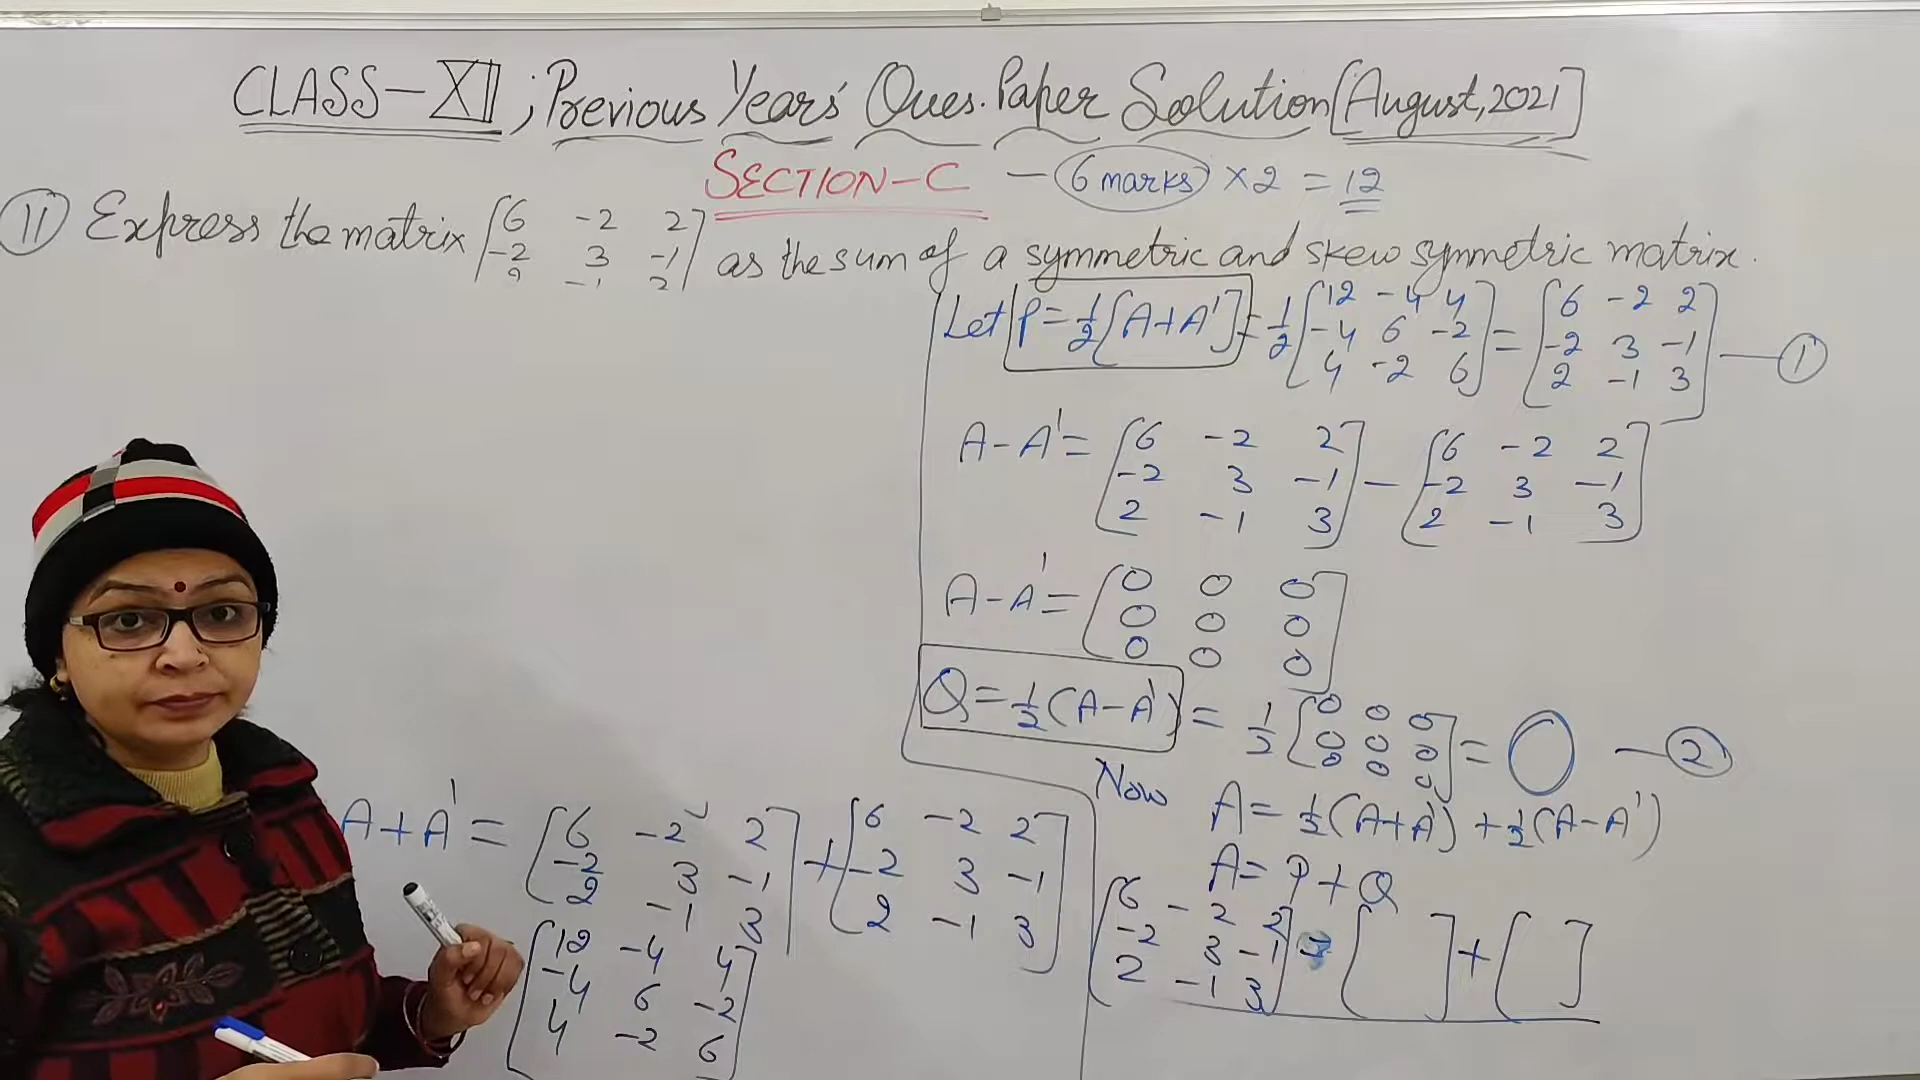 CLASS-XII ; Previous Years' Ques. Paper Solution [August, 2021]
SECTION-C - 6 marks × 2 = 12
11 Express the matrix [6 -2 2
-2 3 -1
2 -1 3] as the sum of a symmetric and skew symmetric matrix.
Let P = 1/2 [A+A'] = 1/2 [12 -4 4
-4 6 -2
4 -2 6] = [6 -2 2
-2 3 -1
2 -1 3] — 1
A-A' = [6 -2 2
-2 3 -1
2 -1 3] - [6 -2 2
-2 3 -1
2 -1 3]
A-A' = [0 0 0
0 0 0
0 0 0]
Q = 1/2 (A-A') = 1/2 [0 0 0
0 0 0
0 0 0] = O — 2
Now A = 1/2 (A+A') + 1/2 (A-A')
A = P+Q
[6 -2 2
-2 3 -1
2 -1 3] = [ ] + [ ]
A+A' = [6 -2 2
-2 3 -1
2 -1 3] + [6 -2 2
-2 3 -1
2 -1 3]
[12 -4 4
-4 6 -2
4 -2 6]